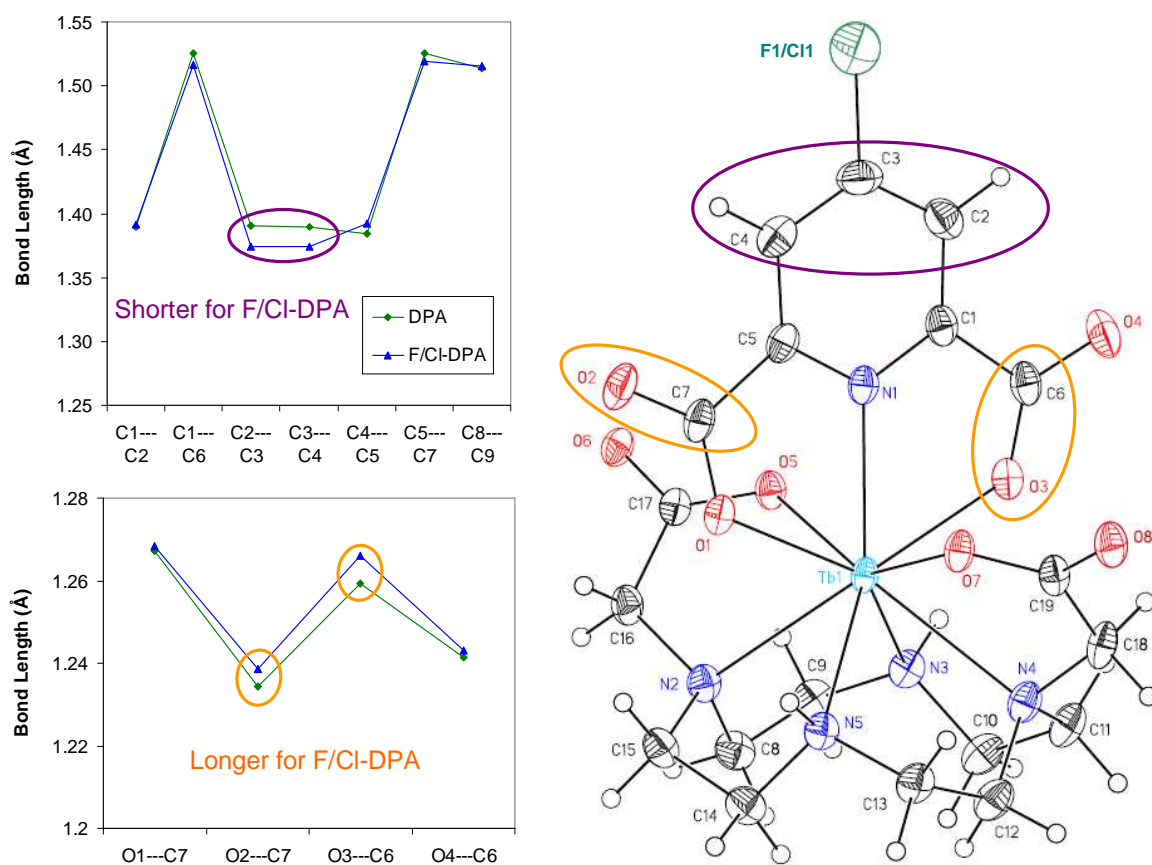 1.55
1.50
1.45
1.40
1.35
1.30
1.25
Bond Length (Å)
Shorter for F/Cl-DPA
DPA
F/Cl-DPA
C1--- C1--- C2--- C3--- C4--- C5--- C8---
C2 C6 C3 C4 C5 C7 C9
1.28
1.26
1.24
1.22
1.2
Bond Length (Å)
Longer for F/Cl-DPA
O1---C7 O2---C7 O3---C6 O4---C6
F1/Cl1
C3
C2
C4
C1
O4
C5
O2
C7
N1
C6
O6
O5
O3
C17
O1
O8
Tb1
O7
C19
C16
C18
C9
N3
N4
N2
N5
C10
C11
C15
C8
C13
C14
C12